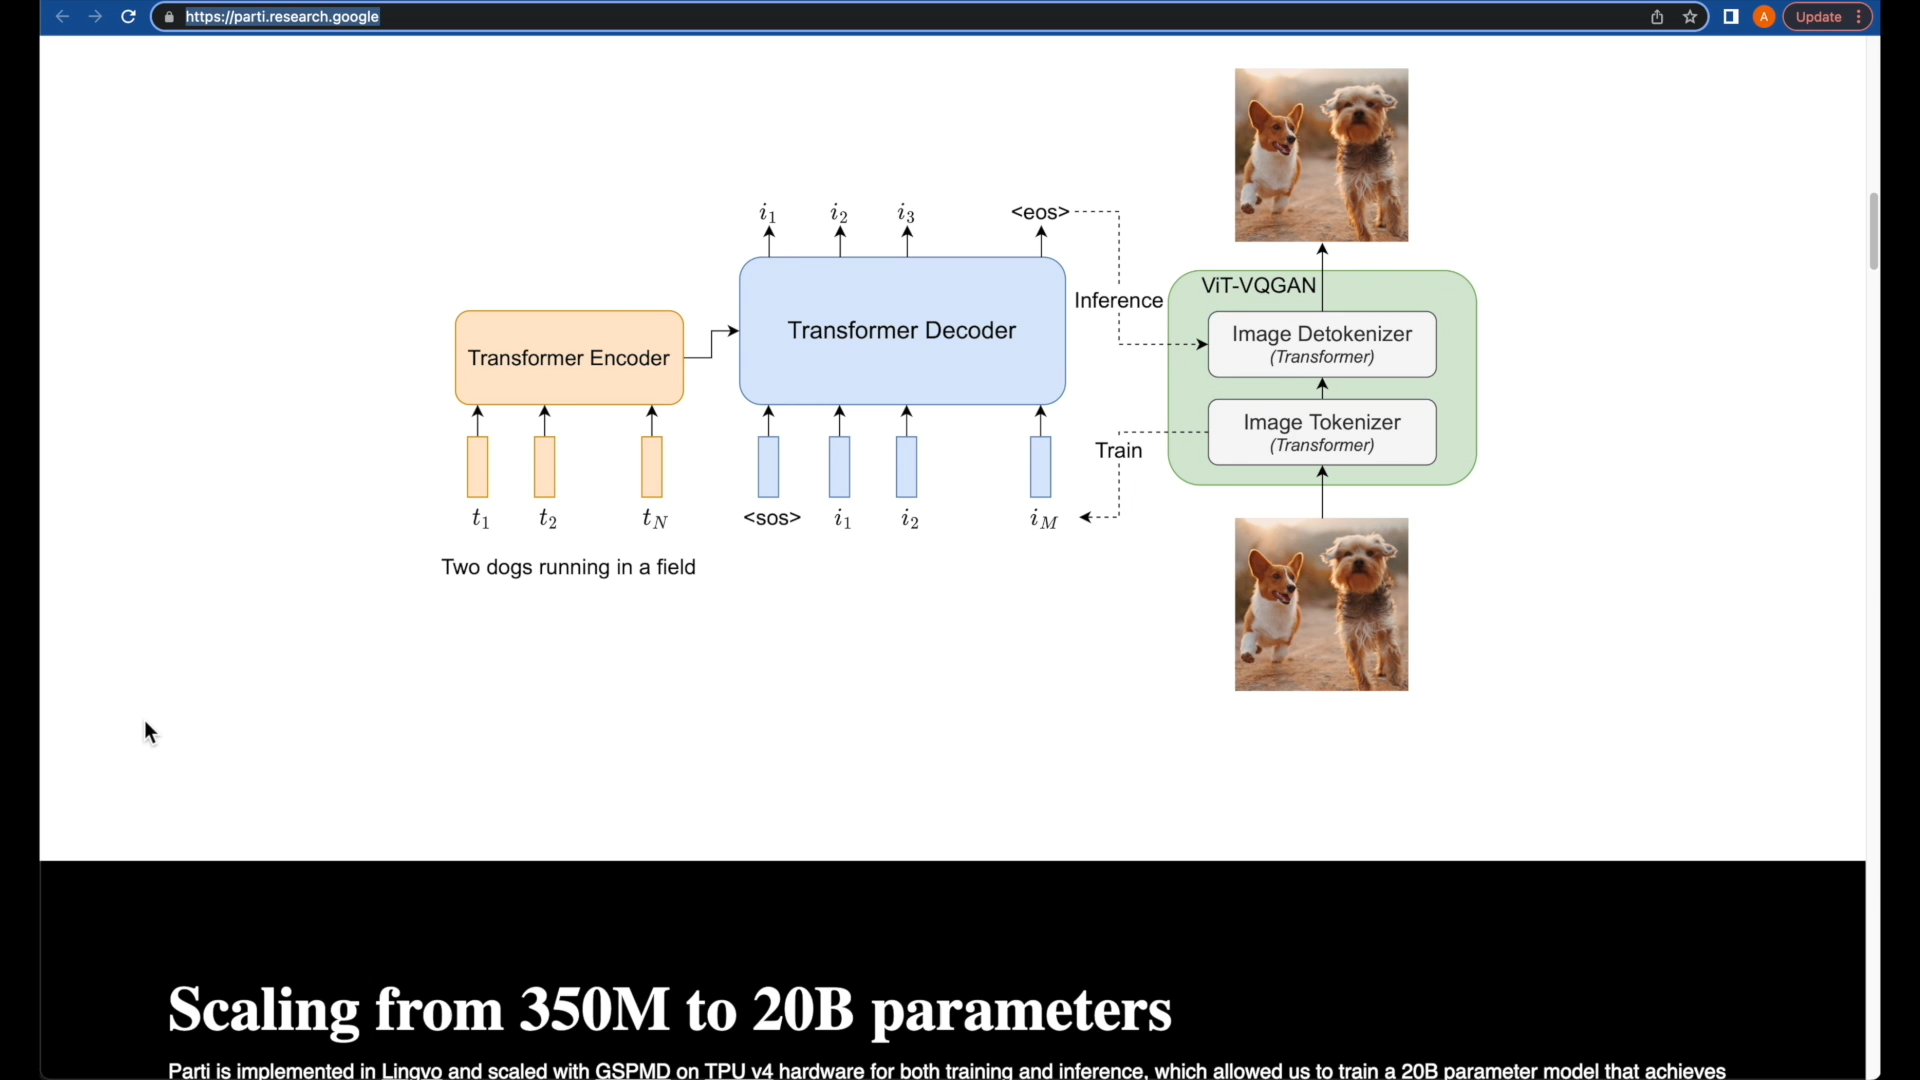 https://parti.research.google
A
Update
i1 i2 i3 <eos>
ViT-VQGAN
Inference
Image Detokenizer
(Transformer)
Transformer Decoder
Transformer Encoder
Image Tokenizer
(Transformer)
Train
t1 t2 tN <sos> i1 i2 iM
Two dogs running in a field
Scaling from 350M to 20B parameters
Parti is implemented in Lingvo and scaled with GSPMD on TPU v4 hardware for both training and inference, which allowed us to train a 20B parameter model that achieves